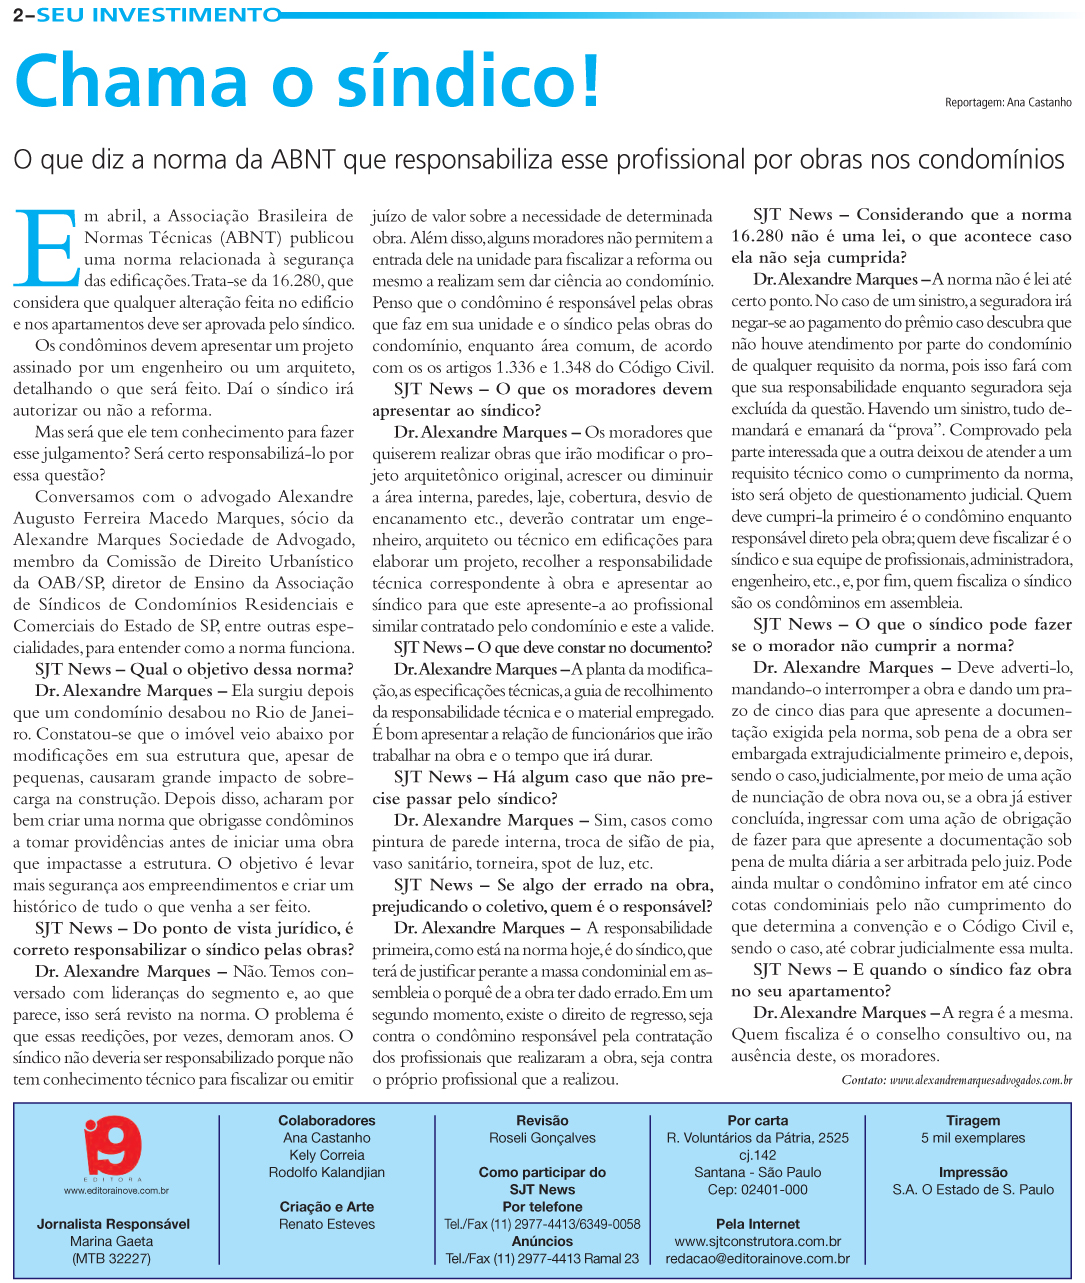 2–SEU INVESTIMENTO
Chama o síndico!
Reportagem: Ana Castanho
O que diz a norma da ABNT que responsabiliza esse profissional por obras nos condomínios
Em abril, a Associação Brasileira de
Normas Técnicas (ABNT) publicou
uma norma relacionada à segurança
das edificações. Trata-se da 16.280, que
considera que qualquer alteração feita no edifício
e nos apartamentos deve ser aprovada pelo síndico.
Os condôminos devem apresentar um projeto
assinado por um engenheiro ou um arquiteto,
detalhando o que será feito. Daí o síndico irá
autorizar ou não a reforma.
Mas será que ele tem conhecimento para fazer
esse julgamento? Será certo responsabilizá-lo por
essa questão?
Conversamos com o advogado Alexandre
Augusto Ferreira Macedo Marques, sócio da
Alexandre Marques Sociedade de Advogado,
membro da Comissão de Direito Urbanístico
da OAB/SP, diretor de Ensino da Associação
de Síndicos de Condomínios Residenciais e
Comerciais do Estado de SP, entre outras espe-
cialidades, para entender como a norma funciona.
SJT News – Qual o objetivo dessa norma?
Dr. Alexandre Marques – Ela surgiu depois
que um condomínio desabou no Rio de Janei-
ro. Constatou-se que o imóvel veio abaixo por
modificações em sua estrutura que, apesar de
pequenas, causaram grande impacto de sobre-
carga na construção. Depois disso, acharam por
bem criar uma norma que obrigasse condôminos
a tomar providências antes de iniciar uma obra
que impactasse a estrutura. O objetivo é levar
mais segurança aos empreendimentos e criar um
histórico de tudo o que venha a ser feito.
SJT News – Do ponto de vista jurídico, é
correto responsabilizar o síndico pelas obras?
Dr. Alexandre Marques – Não. Temos con-
versado com lideranças do segmento e, ao que
parece, isso será revisto na norma. O problema é
que essas reedições, por vezes, demoram anos. O
síndico não deveria ser responsabilizado porque não
tem conhecimento técnico para fiscalizar ou emitir
juízo de valor sobre a necessidade de determinada
obra. Além disso, alguns moradores não permitem a
entrada dele na unidade para fiscalizar a reforma ou
mesmo a realizam sem dar ciência ao condomínio.
Penso que o condômino é responsável pelas obras
que faz em sua unidade e o síndico pelas obras do
condomínio, enquanto área comum, de acordo
com os os artigos 1.336 e 1.348 do Código Civil.
SJT News – O que os moradores devem
apresentar ao síndico?
Dr. Alexandre Marques – Os moradores que
quiserem realizar obras que irão modificar o pro-
jeto arquitetônico original, acrescer ou diminuir
a área interna, paredes, laje, cobertura, desvio de
encanamento etc., deverão contratar um enge-
nheiro, arquiteto ou técnico em edificações para
elaborar um projeto, recolher a responsabilidade
técnica correspondente à obra e apresentar ao
síndico para que este apresente-a ao profissional
similar contratado pelo condomínio e este a valide.
SJT News – O que deve constar no documento?
Dr. Alexandre Marques – A planta da modifica-
ção, as especificações técnicas, a guia de recolhimento
da responsabilidade técnica e o material empregado.
É bom apresentar a relação de funcionários que irão
trabalhar na obra e o tempo que irá durar.
SJT News – Há algum caso que não pre-
cise passar pelo síndico?
Dr. Alexandre Marques – Sim, casos como
pintura de parede interna, troca de sifão de pia,
vaso sanitário, torneira, spot de luz, etc.
SJT News – Se algo der errado na obra,
prejudicando o coletivo, quem é o responsável?
Dr. Alexandre Marques – A responsabilidade
primeira, como está na norma hoje, é do síndico, que
terá de justificar perante a massa condominial em as-
sembleia o porquê de a obra ter dado errado. Em um
segundo momento, existe o direito de regresso, seja
contra o condômino responsável pela contratação
dos profissionais que realizaram a obra, seja contra
o próprio profissional que a realizou.
SJT News – Considerando que a norma
16.280 não é uma lei, o que acontece caso
ela não seja cumprida?
Dr. Alexandre Marques – A norma não é lei até
certo ponto. No caso de um sinistro, a seguradora irá
negar-se ao pagamento do prêmio caso descubra que
não houve atendimento por parte do condomínio
de qualquer requisito da norma, pois isso fará com
que sua responsabilidade enquanto seguradora seja
excluída da questão. Havendo um sinistro, tudo de-
mandará e emanará da “prova”. Comprovado pela
parte interessada que a outra deixou de atender a um
requisito técnico como o cumprimento da norma,
isto será objeto de questionamento judicial. Quem
deve cumpri-la primeiro é o condômino enquanto
responsável direto pela obra; quem deve fiscalizar é o
síndico e sua equipe de profissionais, administradora,
engenheiro, etc., e, por fim, quem fiscaliza o síndico
são os condôminos em assembleia.
SJT News – O que o síndico pode fazer
se o morador não cumprir a norma?
Dr. Alexandre Marques – Deve adverti-lo,
mandando-o interromper a obra e dando um pra-
zo de cinco dias para que apresente a documen-
tação exigida pela norma, sob pena de a obra ser
embargada extrajudicialmente primeiro e, depois,
sendo o caso, judicialmente, por meio de uma ação
de nunciação de obra nova ou, se a obra já estiver
concluída, ingressar com uma ação de obrigação
de fazer para que apresente a documentação sob
pena de multa diária a ser arbitrada pelo juiz. Pode
ainda multar o condômino infrator em até cinco
cotas condominiais pelo não cumprimento do
que determina a convenção e o Código Civil e,
sendo o caso, até cobrar judicialmente essa multa.
SJT News – E quando o síndico faz obra
no seu apartamento?
Dr. Alexandre Marques – A regra é a mesma.
Quem fiscaliza é o conselho consultivo ou, na
ausência deste, os moradores.
Contato: www.alexandremarquesadvogados.com.br
i9
EDITORA
www.editorainove.com.br
Jornalista Responsável
Marina Gaeta
(MTB 32227)
Colaboradores
Ana Castanho
Kely Correia
Rodolfo Kalandjian
Criação e Arte
Renato Esteves
Revisão
Roseli Gonçalves
Como participar do
SJT News
Por telefone
Tel./Fax (11) 2977-4413/6349-0058
Anúncios
Tel./Fax (11) 2977-4413 Ramal 23
Por carta
R. Voluntários da Pátria, 2525
cj.142
Santana - São Paulo
Cep: 02401-000
Pela Internet
www.sjtconstrutora.com.br
redacao@editorainove.com.br
Tiragem
5 mil exemplares
Impressão
S.A. O Estado de S. Paulo